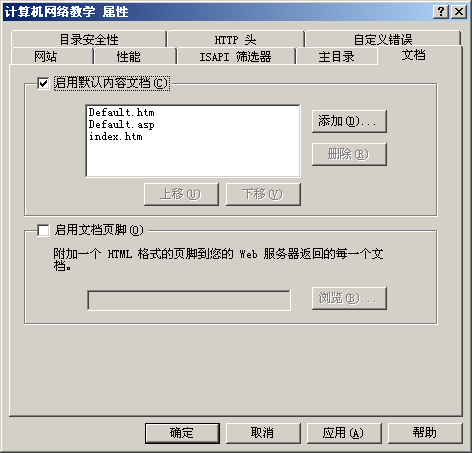 计算机网络教学 属性
目录安全性 HTTP 头 自定义错误
网站 性能 ISAPI 筛选器 主目录 文档
启用默认内容文档(C)
Default.htm
Default.asp
index.htm
添加(D)...
删除(R)
上移(U) 下移(V)
启用文档页脚(O)
附加一个 HTML 格式的页脚到您的 Web 服务器返回的每一个文
档。
浏览(B)...
确定 取消 应用(A) 帮助